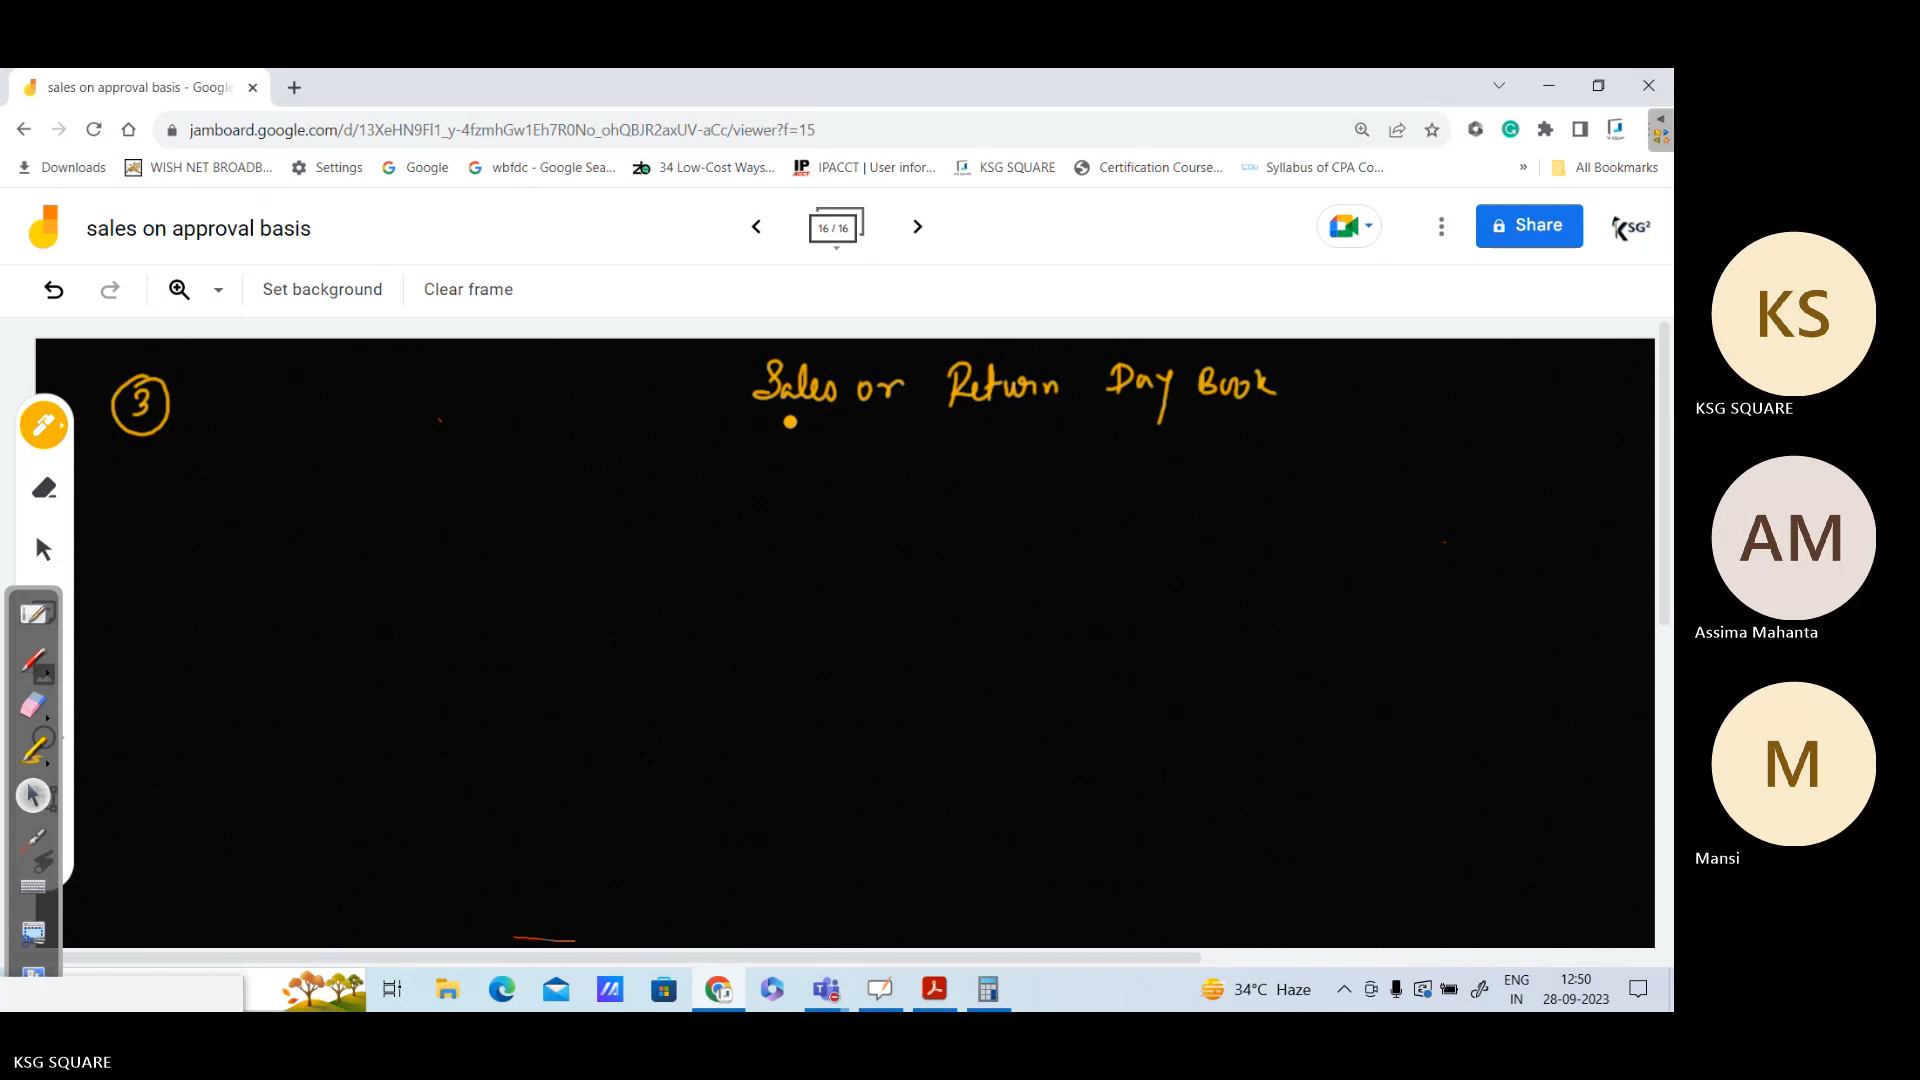 sales on approval basis - Google
jamboard.google.com/d/13XeHN9Fl1_y-4fzmhGw1Eh7R0No_ohQBJR2axUV-aCc/viewer?f=15
Downloads WISH NET BROADB... Settings Google wbfdc - Google Sea... 34 Low-Cost Ways... IPACCT | User infor... KSG SQUARE Certification Course... Syllabus of CPA Co... » All Bookmarks
sales on approval basis 16 / 16 Share KSG²
Set background Clear frame
3 Sales or Return Day Book
KS
KSG SQUARE
AM
Assima Mahanta
M
Mansi
34°C Haze ENG IN 12:50 28-09-2023
KSG SQUARE